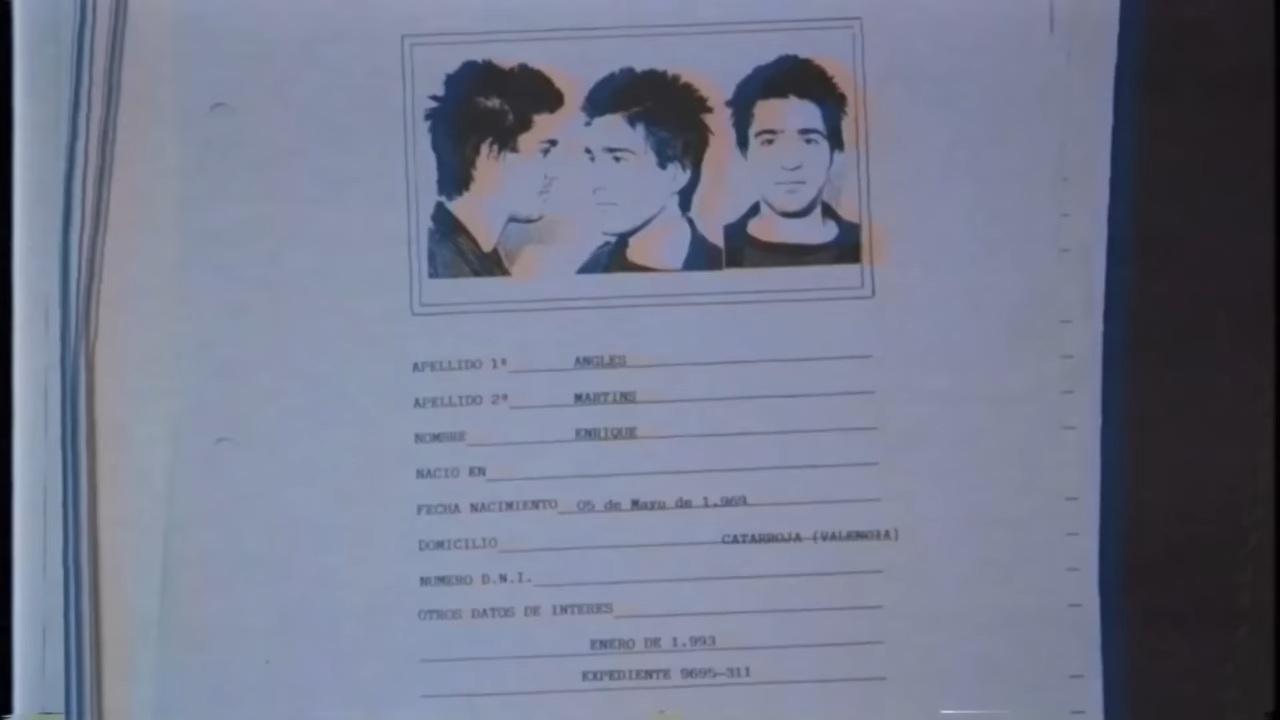 APELLIDO 1º ANGLES
APELLIDO 2º MARTINS
NOMBRE ENRIQUE
NACIO EN
FECHA NACIMIENTO 05 de Mayo de 1.969
DOMICILIO CATARROJA (VALENCIA)
NUMERO D.N.I.
OTROS DATOS DE INTERES
ENERO DE 1.993
EXPEDIENTE 9695-311